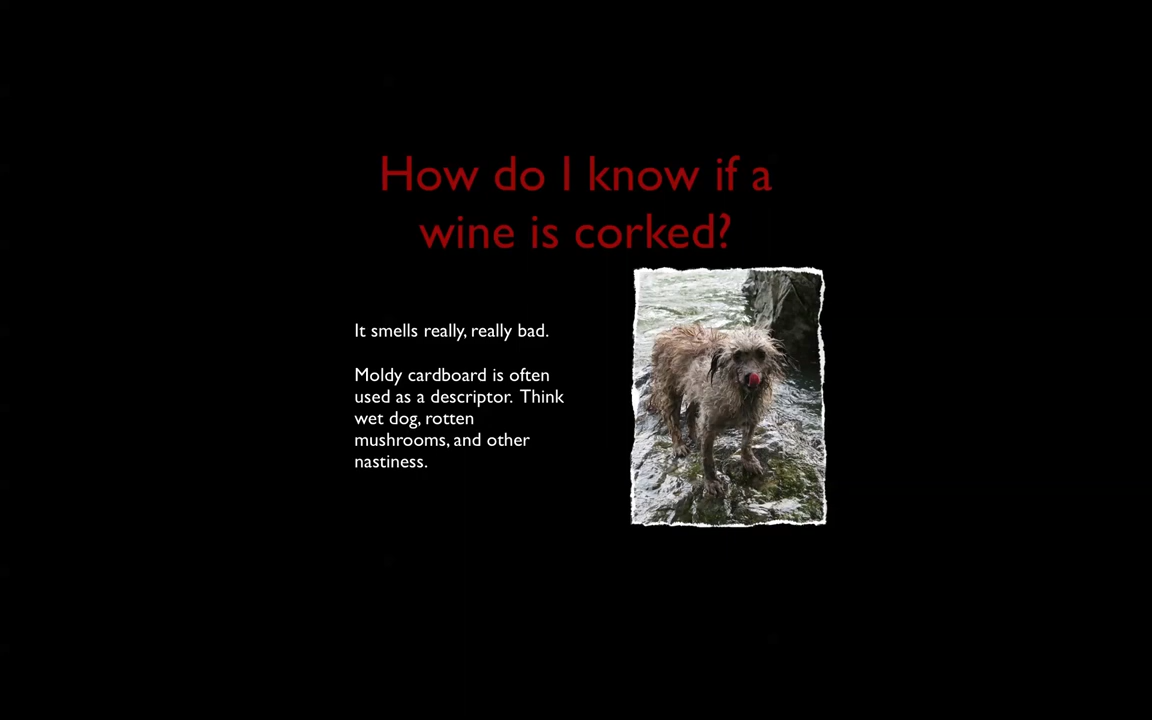 How do I know if a
wine is corked?
It smells really, really bad.
Moldy cardboard is often
used as a descriptor. Think
wet dog, rotten
mushrooms, and other
nastiness.